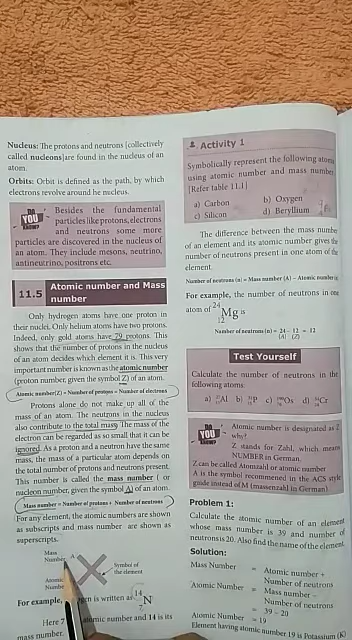 Nucleus: The protons and neutrons [collectively
called nucleons] are found in the nucleus of an
atom.
Orbits: Orbit is defined as the path, by which
electrons revolve around the nucleus.
YOU
Besides the fundamental
particles like protons, electrons
and neutrons some more
particles are discovered in the nucleus of
an atom. They include mesons, neutrino,
antineutrino, positrons etc.
11.5 Atomic number and Mass
number
Only hydrogen atoms have one proton in
their nuclei. Only helium atoms have two protons.
Indeed, only gold atoms have 79 protons. This
shows that the number of protons in the nucleus
of an atom decides which element it is. This very
important number is known as the atomic number
(proton number, given the symbol Z) of an atom.
Atomic number(Z) = Number of protons = Number of electrons
Protons alone do not make up all of the
mass of an atom. The neutrons in the nucleus
also contribute to the total mass. The mass of the
electron can be regarded as so small that it can be
ignored. As a proton and a neutron have the same
mass, the mass of a particular atom depends on
the total number of protons and neutrons present.
This number is called the mass number ( or
nucleon number, given the symbol A) of an atom.
Mass number = Number of protons + Number of neutrons
For any element, the atomic numbers are shown
as subscripts and mass number are shown as
superscripts.
Mass
Number
A
X
Symbol of
the element
Atomic
For example, gen is written as 14 N
Here 7 atomic number and 14 is its
mass number.
Activity 1
Symbolically represent the following atoms
using atomic number and mass number.
[Refer table 11.1]
a) Carbon b) Oxygen
c) Silicon d) Beryllium
The difference between the mass number
of an element and its atomic number gives the
number of neutrons present in one atom of the
element.
Number of neutrons (n) = Mass number (A) – Atomic number
For example, the number of neutrons in one
atom of 24 12 Mg is
Number of neutrons (n) = 24 – 12 = 12
(A) (Z)
Test Yourself
Calculate the number of neutrons in the
following atoms:
a) Al b) P c) Os d) Cr
YOU
Atomic number is designated as Z
why?
Z stands for Zahl, which means
NUMBER in German.
Z can be called Atomzahl or atomic number
A is the symbol recommended in the ACS style
guide instead of M (massenzahl in German).
Problem 1:
Calculate the atomic number of an element
whose mass number is 39 and number of
neutrons is 20. Also find the name of the element.
Solution:
Mass Number = Atomic number +
Number of neutrons
Atomic Number = Mass number –
Number of neutrons
= 39 – 20
Atomic Number = 19
Element having atomic number 19 is Potassium (K)